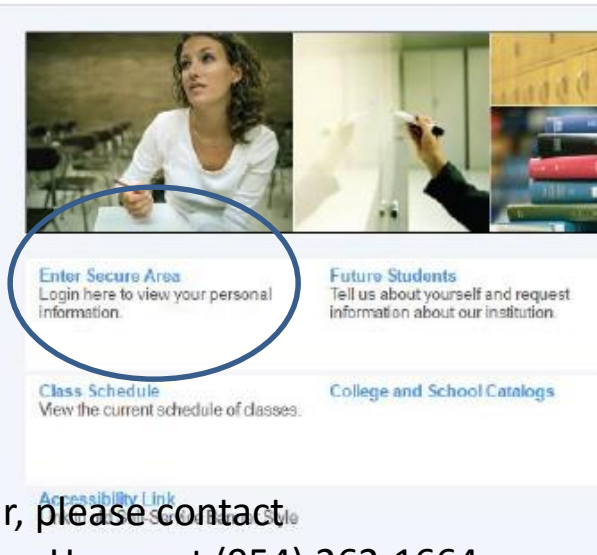 Enter Secure Area
Login here to view your personal
information.
Future Students
Tell us about yourself and request
information about our institution.
Class Schedule
View the current schedule of classes.
College and School Catalogs
Accessibility Link
r, please contact
Style